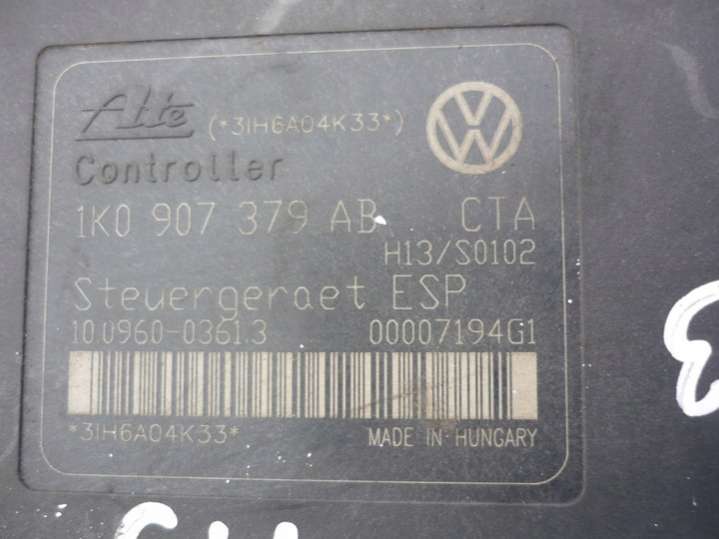 Ate (*3IH6A04K33*)
Controller
1K0 907 379 AB CTA
H13/S0102
Steuergeraet ESP
10.0960-0361.3 00007194G1
*3IH6A04K33* MADE IN HUNGARY